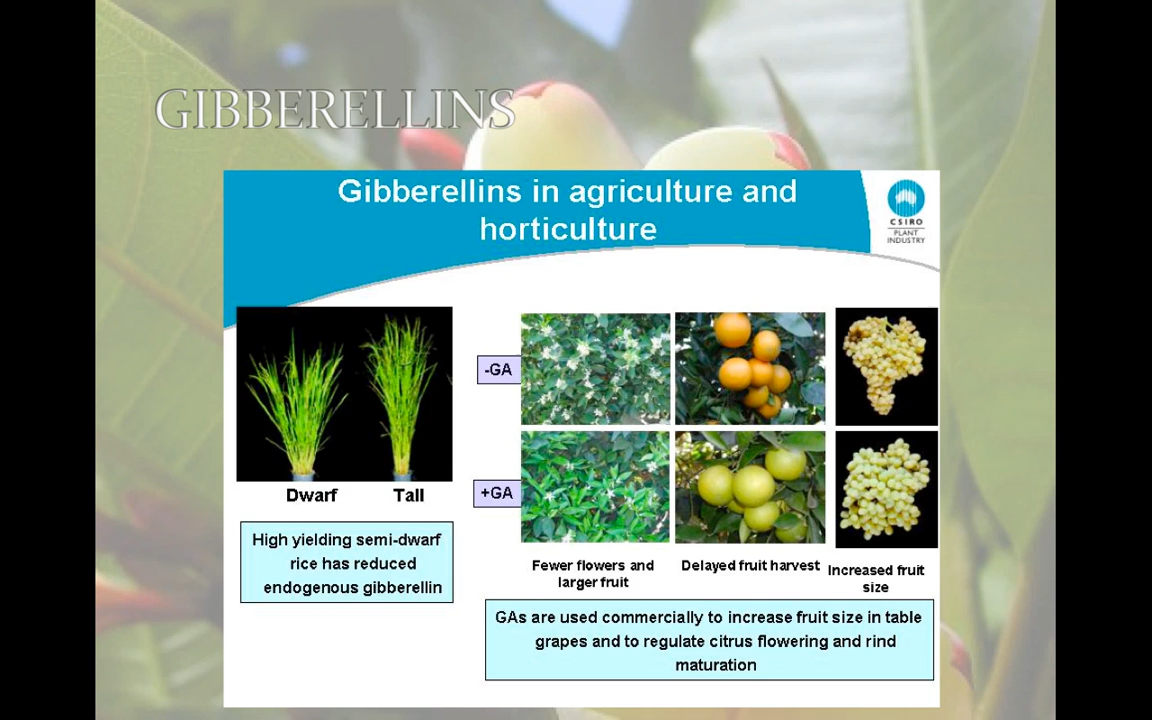 GIBBERELLINS
Gibberellins in agriculture and
horticulture
CSIRO
PLANT
INDUSTRY
-GA
+GA
Dwarf
Tall
High yielding semi-dwarf
rice has reduced
endogenous gibberellin
Fewer flowers and
larger fruit
Delayed fruit harvest
Increased fruit
size
GAs are used commercially to increase fruit size in table
grapes and to regulate citrus flowering and rind
maturation